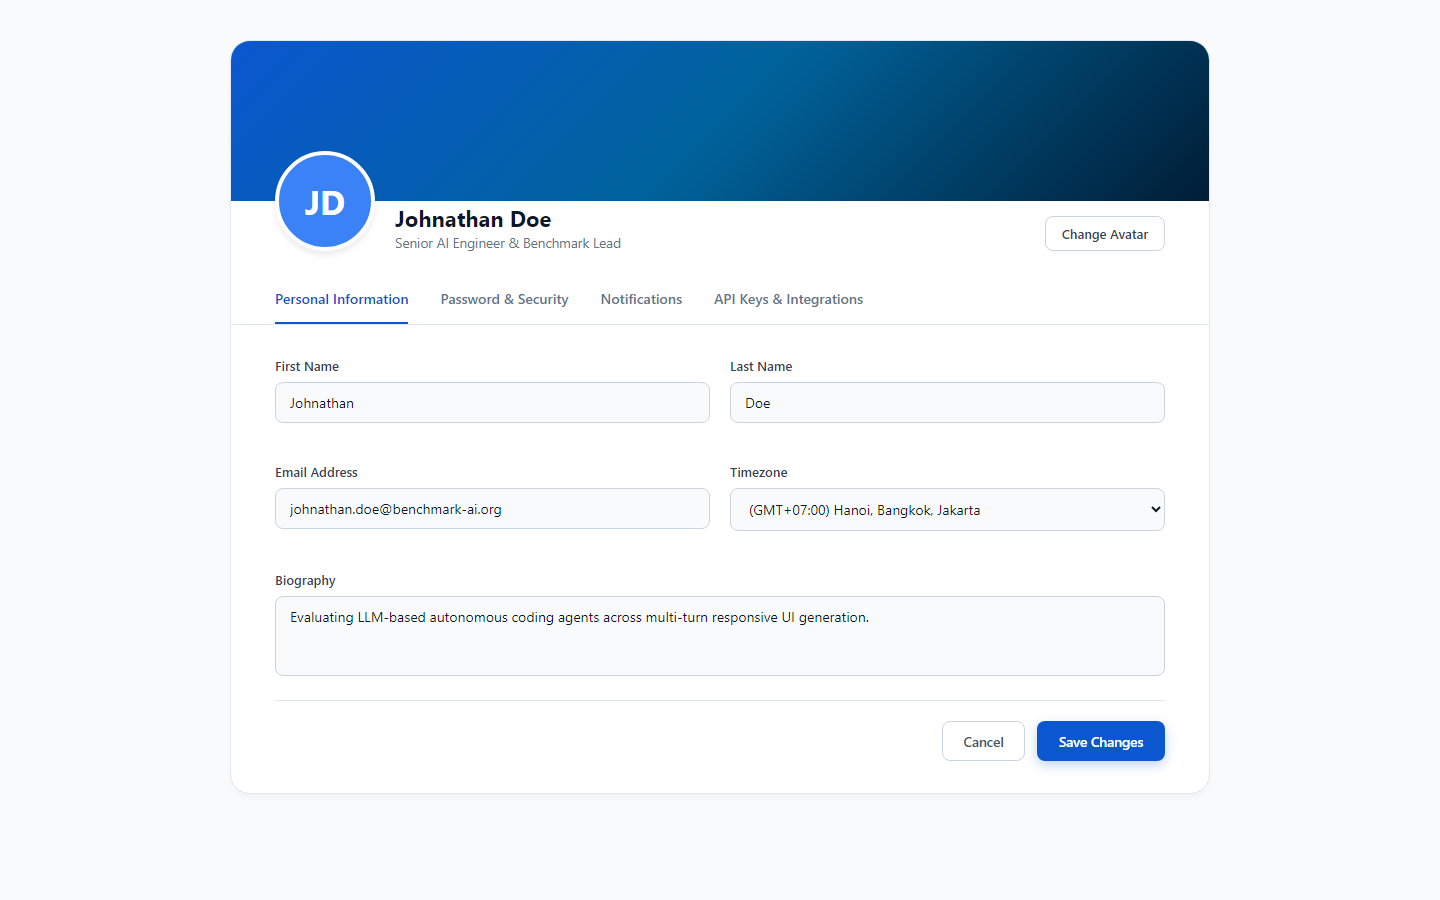 JD
Johnathan Doe
Senior AI Engineer & Benchmark Lead
Change Avatar
Personal Information
Password & Security
Notifications
API Keys & Integrations
First Name
Johnathan
Last Name
Doe
Email Address
johnathan.doe@benchmark-ai.org
Timezone
(GMT+07:00) Hanoi, Bangkok, Jakarta
Biography
Evaluating LLM-based autonomous coding agents across multi-turn responsive UI generation.
Cancel
Save Changes